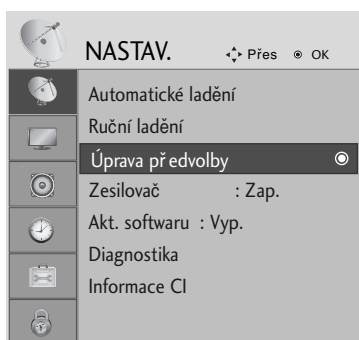 NASTAV. Přes OK
Automatické ladění
Ruční ladění
Úprava předvolby
Zesilovač : Zap.
Akt. softwaru : Vyp.
Diagnostika
Informace CI